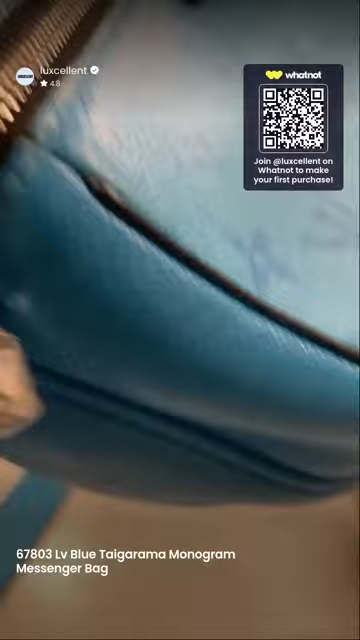 luxcellent
4.8
whatnot
Join @luxcellent on
Whatnot to make
your first purchase!
67803 Lv Blue Taigarama Monogram
Messenger Bag